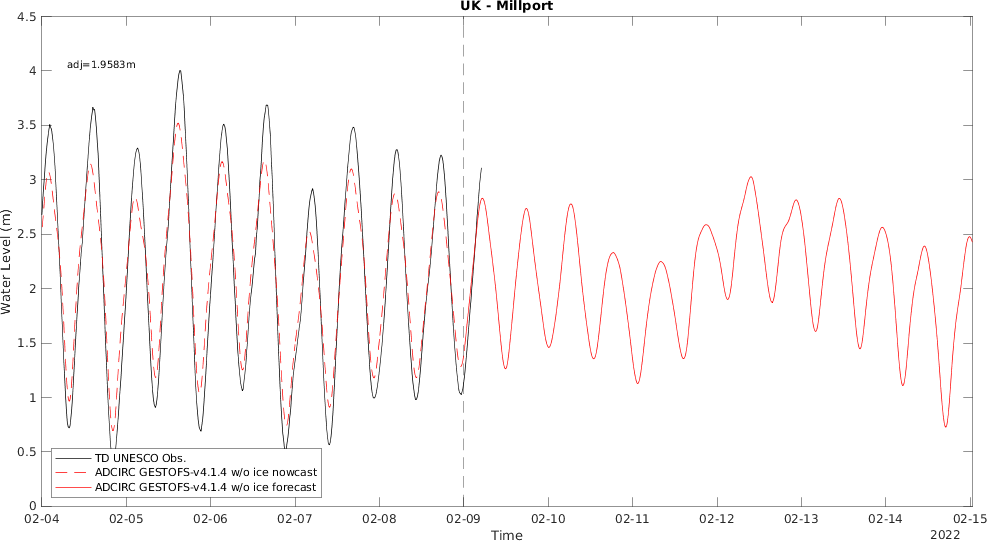 UK - Millport
adj=1.9583m
Water Level (m)
4.5
4
3.5
3
2.5
2
1.5
1
0.5
0
TD UNESCO Obs.
ADCIRC GESTOFS-v4.1.4 w/o ice nowcast
ADCIRC GESTOFS-v4.1.4 w/o ice forecast
02-04 02-05 02-06 02-07 02-08 02-09 02-10 02-11 02-12 02-13 02-14 02-15
Time
2022